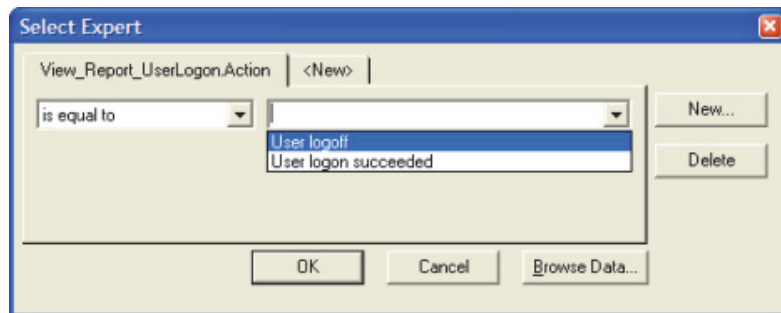 Select Expert
View_Report_UserLogon.Action <New>
is equal to New...
User logoff
User logon succeeded Delete
OK Cancel Browse Data...